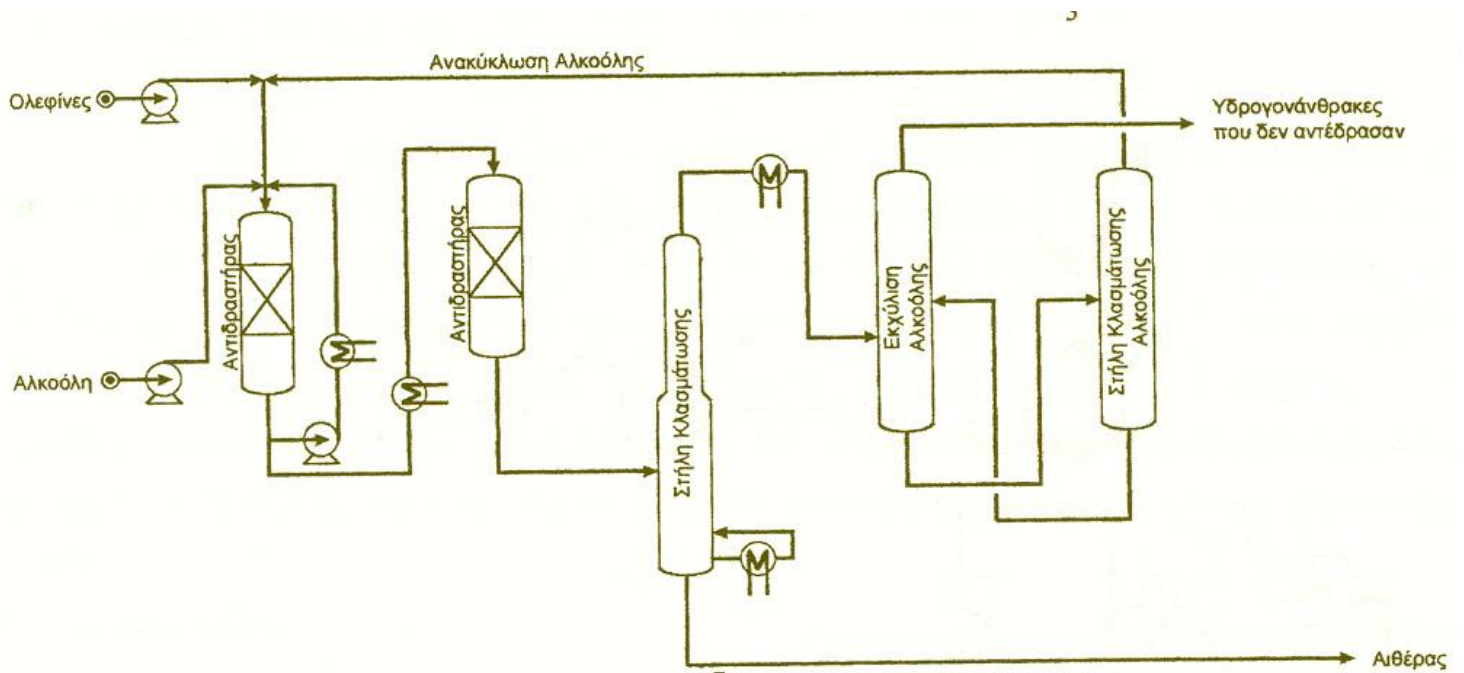 Ανακύκλωση Αλκοόλης
Ολεφίνες
Υδρογονάνθρακες
που δεν αντέδρασαν
Αντιδραστήρας
Αντιδραστήρας
Στήλη Κλασμάτωσης
Εκχύλιση
Αλκοόλης
Στήλη Κλασμάτωσης
Αλκοόλης
Αλκοόλη
Αιθέρας